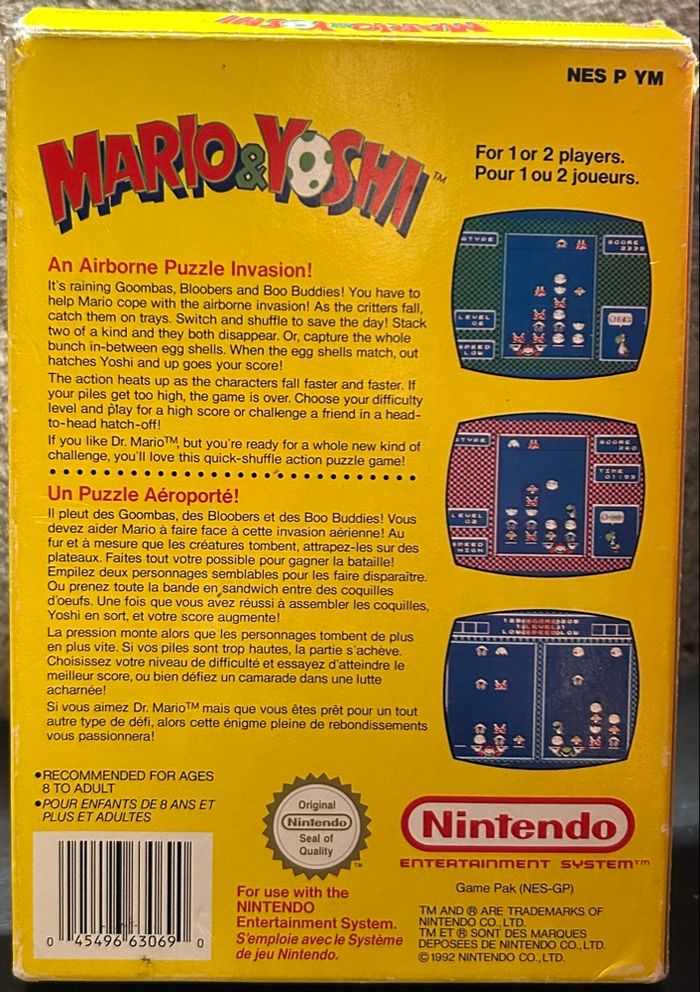 MARIO & YOSHI
NES P YM
MARIO & YOSHI™
For 1 or 2 players.
Pour 1 ou 2 joueurs.
An Airborne Puzzle Invasion!
It's raining Goombas, Bloobers and Boo Buddies! You have to
help Mario cope with the airborne invasion! As the critters fall,
catch them on trays. Switch and shuffle to save the day! Stack
two of a kind and they both disappear. Or, capture the whole
bunch in-between egg shells. When the egg shells match, out
hatches Yoshi and up goes your score!
The action heats up as the characters fall faster and faster. If
your piles get too high, the game is over. Choose your difficulty
level and play for a high score or challenge a friend in a head-
to-head hatch-off!
If you like Dr. Mario™, but you're ready for a whole new kind of
challenge, you'll love this quick-shuffle action puzzle game!
Un Puzzle Aéroporté!
Il pleut des Goombas, des Bloobers et des Boo Buddies! Vous
devez aider Mario à faire face à cette invasion aérienne! Au
fur et à mesure que les créatures tombent, attrapez-les sur des
plateaux. Faites tout votre possible pour gagner la bataille!
Empilez deux personnages semblables pour les faire disparaître.
Ou prenez toute la bande en sandwich entre des coquilles
d'oeufs. Une fois que vous avez réussi à assembler les coquilles,
Yoshi en sort, et votre score augmente!
La pression monte alors que les personnages tombent de plus
en plus vite. Si vos piles sont trop hautes, la partie s'achève.
Choisissez votre niveau de difficulté et essayez d'atteindre le
meilleur score, ou bien défiez un camarade dans une lutte
acharnée!
Si vous aimez Dr. Mario™ mais que vous êtes prêt pour un tout
autre type de défi, alors cette énigme pleine de rebondissements
vous passionnera!
ATYPE
SCORE
2339
LEVEL
SPEED
LOW
SCORE
260
TIME
01:53
LEVEL
SPEED
HIGH
•RECOMMENDED FOR AGES
8 TO ADULT
•POUR ENFANTS DE 8 ANS ET
PLUS ET ADULTES
0 45496 63069 0
Original
Nintendo
Seal of
Quality
™
For use with the
NINTENDO
Entertainment System.
S'emploie avec le Système
de jeu Nintendo.
Nintendo®
ENTERTAINMENT SYSTEM™
Game Pak (NES-GP)
TM AND ® ARE TRADEMARKS OF
NINTENDO CO., LTD.
TM ET ® SONT DES MARQUES
DEPOSEES DE NINTENDO CO., LTD.
©1992 NINTENDO CO., LTD.